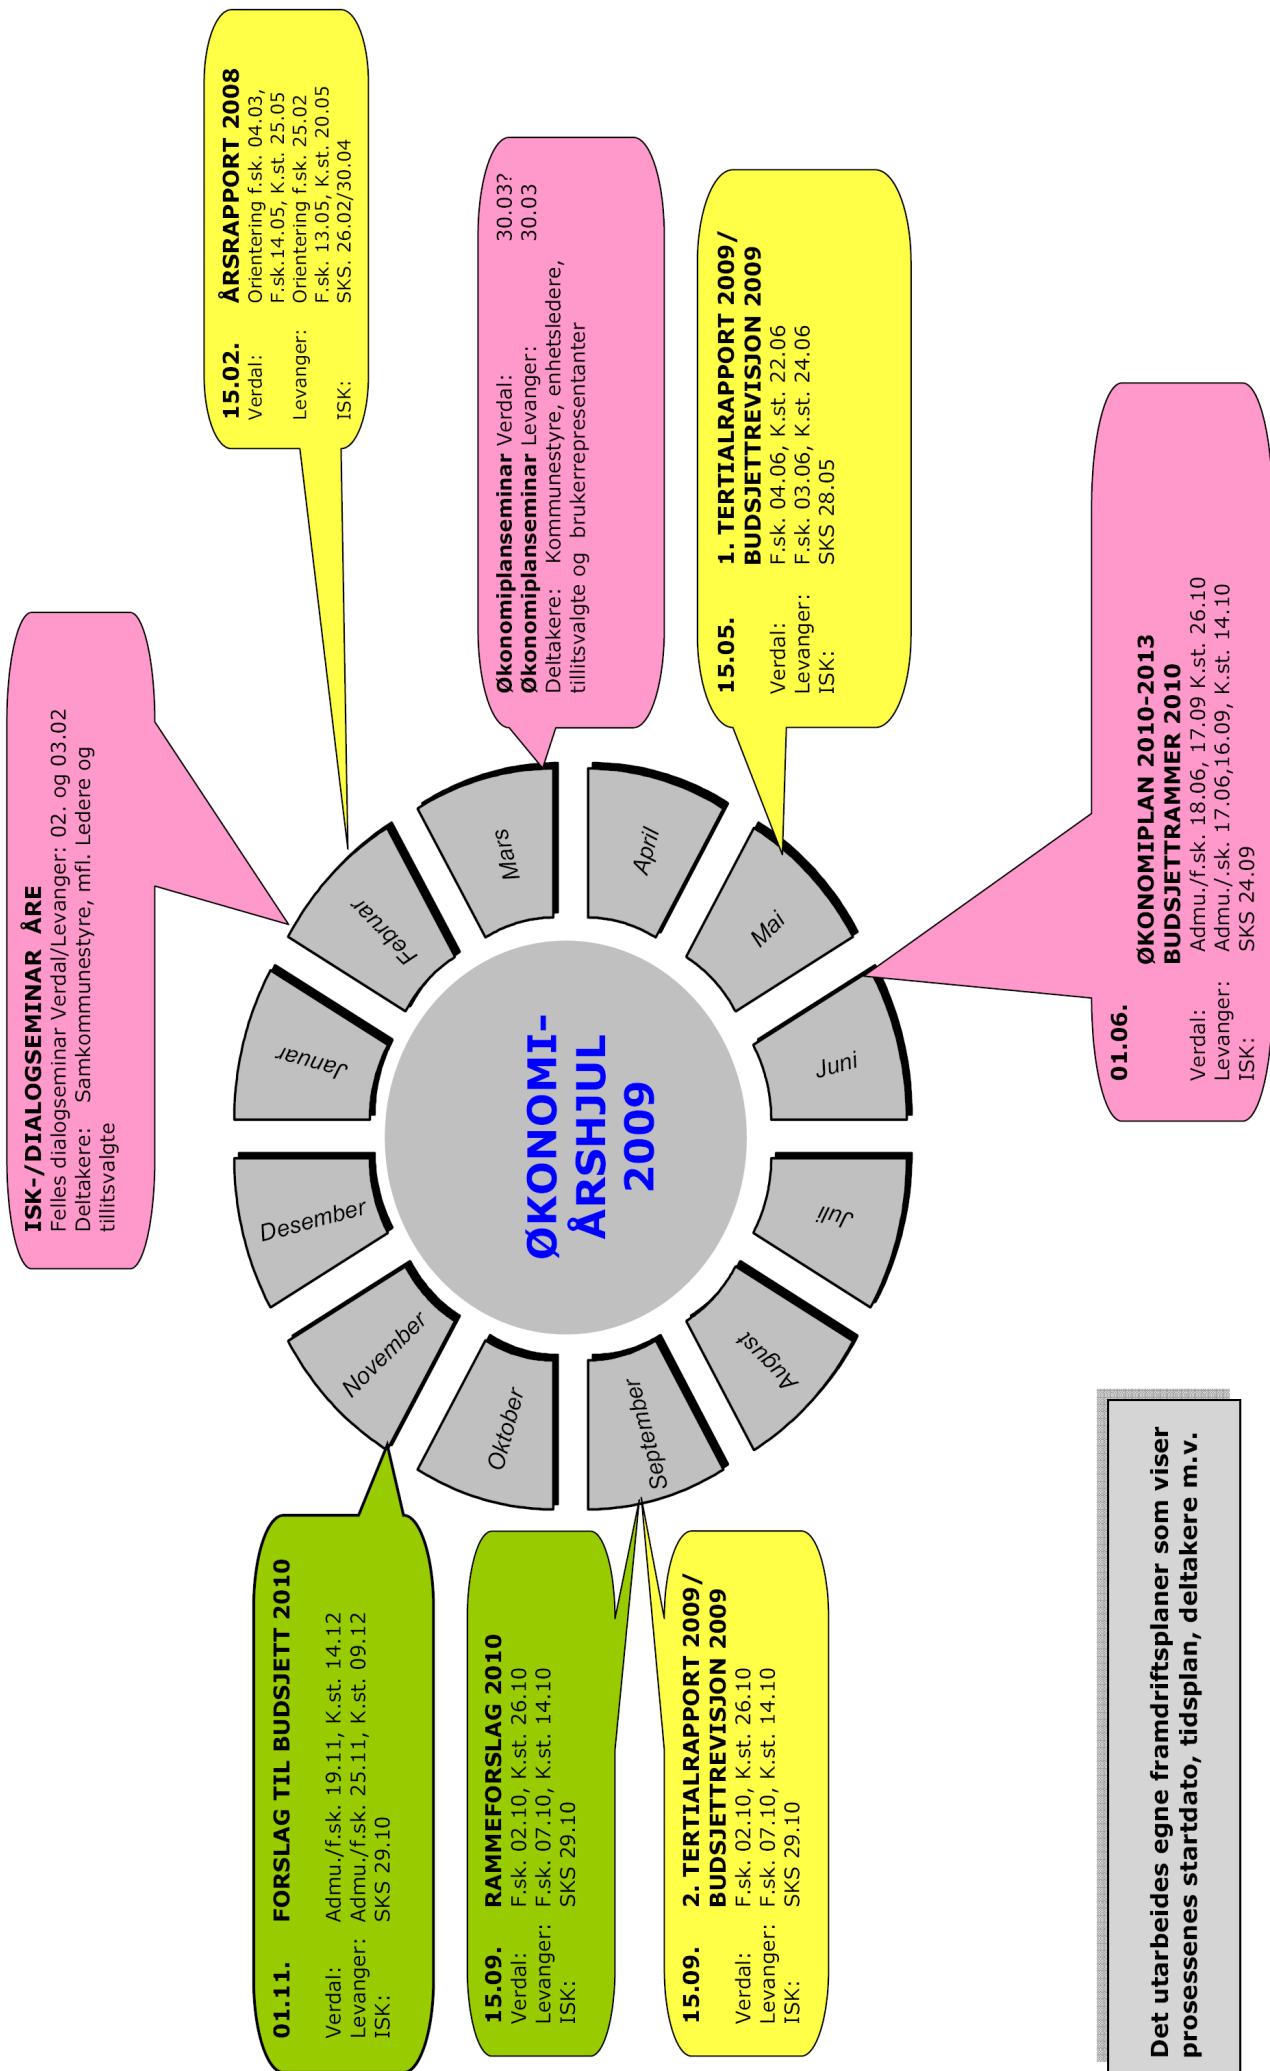 ISK-/DIALOGSEMINAR ÅRE
Felles dialogseminar Verdal/Levanger: 02. og 03.02
Deltakere: Samkommunestyre, mfl. Ledere og
tillitsvalgte
15.02. ÅRSRAPPORT 2008
Verdal: Orientering f.sk. 04.03,
F.sk.14.05, K.st. 25.05
Levanger: Orientering f.sk. 25.02
F.sk. 13.05, K.st. 20.05
ISK: SKS. 26.02/30.04
Økonomiplanseminar Verdal: 30.03?
Økonomiplanseminar Levanger: 30.03
Deltakere: Kommunestyre, enhetsledere,
tillitsvalgte og brukerrepresentanter
15.05. 1. TERTIALRAPPORT 2009/
BUDSJETTREVISJON 2009
Verdal: F.sk. 04.06, K.st. 22.06
Levanger: F.sk. 03.06, K.st. 24.06
ISK: SKS 28.05
01.06.
ØKONOMIPLAN 2010-2013
BUDSJETTRAMMER 2010
Verdal: Admu./f.sk. 18.06, 17.09 K.st. 26.10
Levanger: Admu./.sk. 17.06,16.09, K.st. 14.10
ISK: SKS 24.09
01.11. FORSLAG TIL BUDSJETT 2010
Verdal: Admu./f.sk. 19.11, K.st. 14.12
Levanger: Admu./f.sk. 25.11, K.st. 09.12
ISK: SKS 29.10
15.09. RAMMEFORSLAG 2010
Verdal: F.sk. 02.10, K.st. 26.10
Levanger: F.sk. 07.10, K.st. 14.10
ISK: SKS 29.10
15.09. 2. TERTIALRAPPORT 2009/
BUDSJETTREVISJON 2009
Verdal: F.sk. 02.10, K.st. 26.10
Levanger: F.sk. 07.10, K.st. 14.10
ISK: SKS 29.10
Januar
Februar
Mars
April
Mai
Juni
Juli
August
September
Oktober
November
Desember
ØKONOMI-
ÅRSHJUL
2009
Det utarbeides egne framdriftsplaner som viser
prosessenes startdato, tidsplan, deltakere m.v.